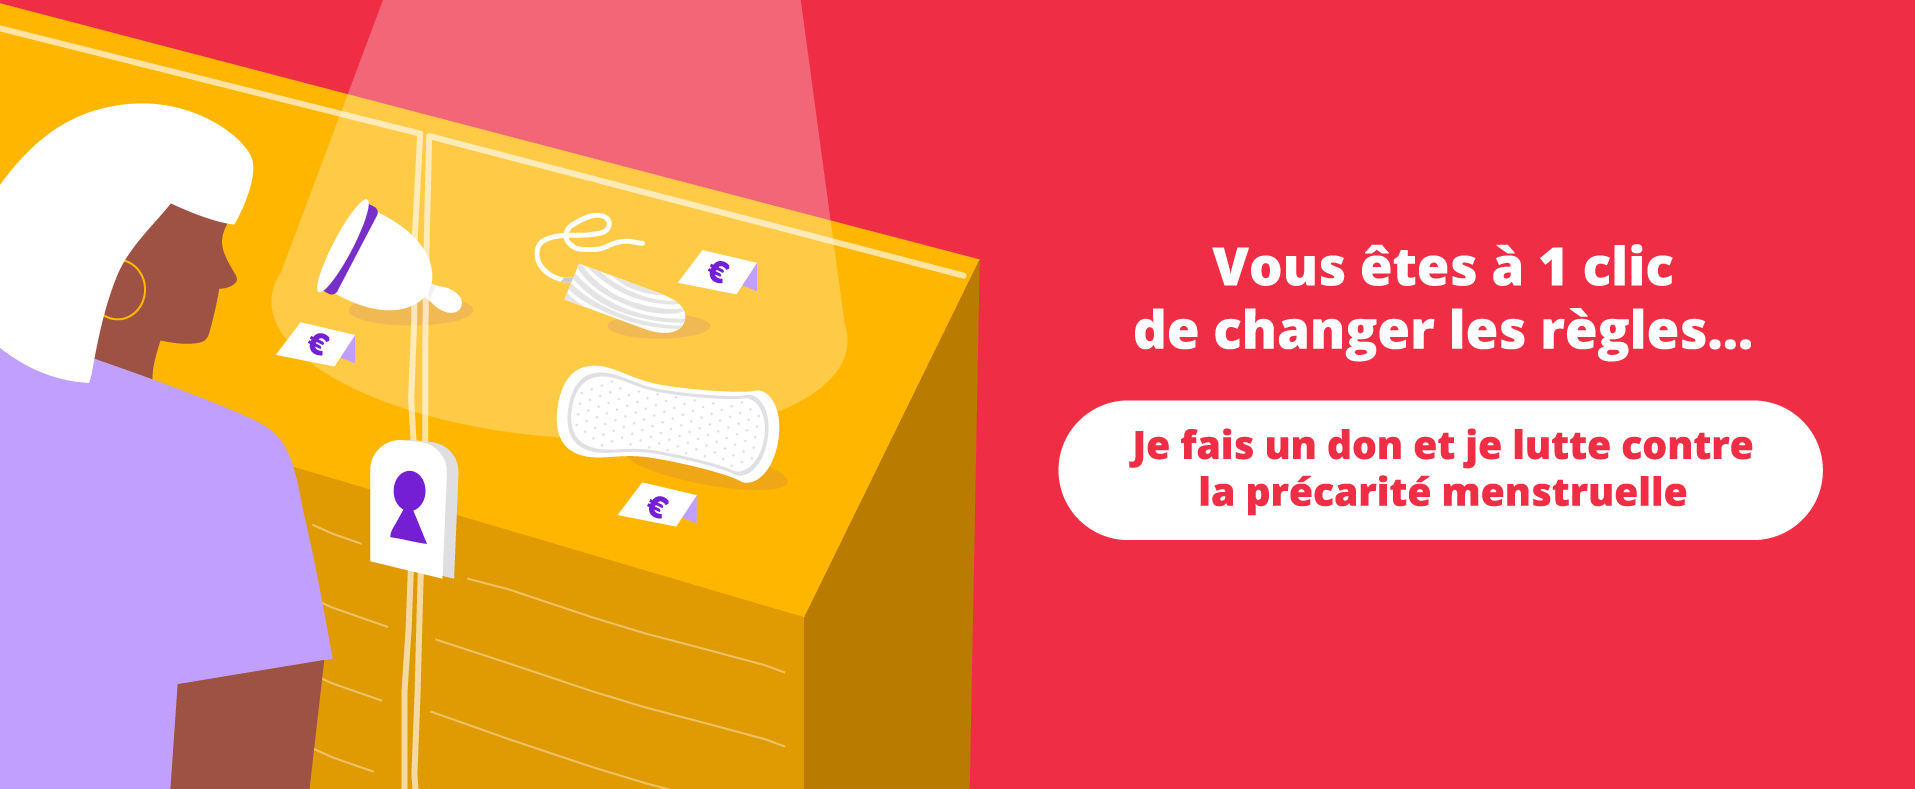 €
€
€
Vous êtes à 1 clic
de changer les règles...
Je fais un don et je lutte contre
la précarité menstruelle